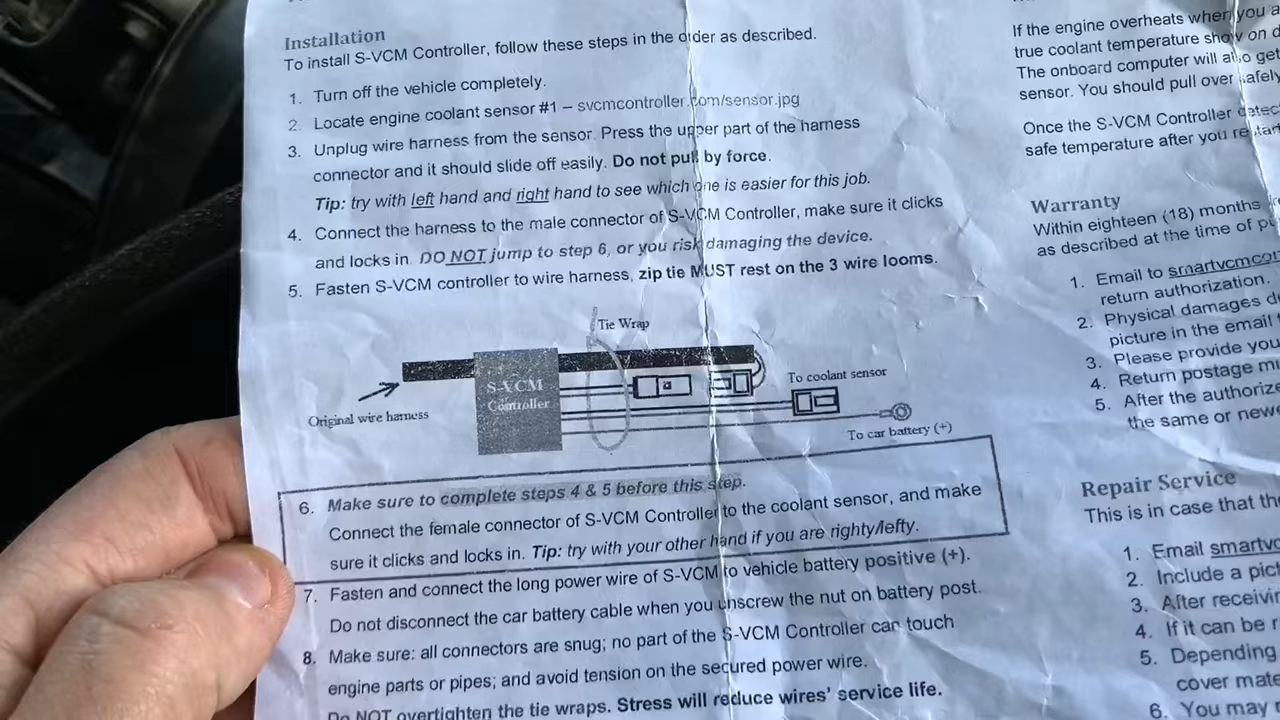 Installation
To install S-VCM Controller, follow these steps in the order as described.
1. Turn off the vehicle completely.
2. Locate engine coolant sensor #1 – svcmcontroller.com/sensor.jpg
3. Unplug wire harness from the sensor. Press the upper part of the harness
connector and it should slide off easily. Do not pull by force.
Tip: try with left hand and right hand to see which one is easier for this job.
4. Connect the harness to the male connector of S-VCM Controller, make sure it clicks
and locks in. DO NOT jump to step 6, or you risk damaging the device.
5. Fasten S-VCM controller to wire harness, zip tie MUST rest on the 3 wire looms.
Tie Wrap
S-VCM
Controller
To coolant sensor
Original wire harness
To car battery (+)
6. Make sure to complete steps 4 & 5 before this step.
Connect the female connector of S-VCM Controller to the coolant sensor, and make
sure it clicks and locks in. Tip: try with your other hand if you are righty/lefty.
7. Fasten and connect the long power wire of S-VCM to vehicle battery positive (+).
Do not disconnect the car battery cable when you unscrew the nut on battery post.
8. Make sure: all connectors are snug; no part of the S-VCM Controller can touch
engine parts or pipes; and avoid tension on the secured power wire.
Do NOT overtighten the tie wraps. Stress will reduce wires' service life.
If the engine overheats when you
true coolant temperature show on
The onboard computer will also get
sensor. You should pull over safely
Once the S-VCM Controller
safe temperature after you
Warranty
Within eighteen (18) months
as described at the time of
1. Email to
return authorization.
2. Physical damages
picture in the email
3. Please provide you
4. Return postage
5. After the
the same or
Repair Service
This is in case that
1. Email
2. Include a
3. After
4. If it can be
5. Depending
cover
6. You may